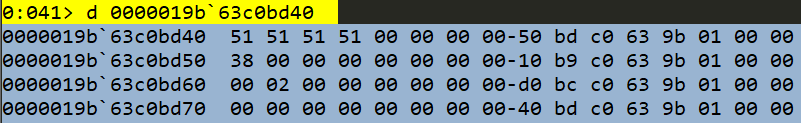 0:041> d 0000019b`63c0bd40
0000019b`63c0bd40  51 51 51 51 00 00 00 00-50 bd c0 63 9b 01 00 00
0000019b`63c0bd50  38 00 00 00 00 00 00 00-10 b9 c0 63 9b 01 00 00
0000019b`63c0bd60  00 02 00 00 00 00 00 00-d0 bc c0 63 9b 01 00 00
0000019b`63c0bd70  00 00 00 00 00 00 00 00-40 bd c0 63 9b 01 00 00